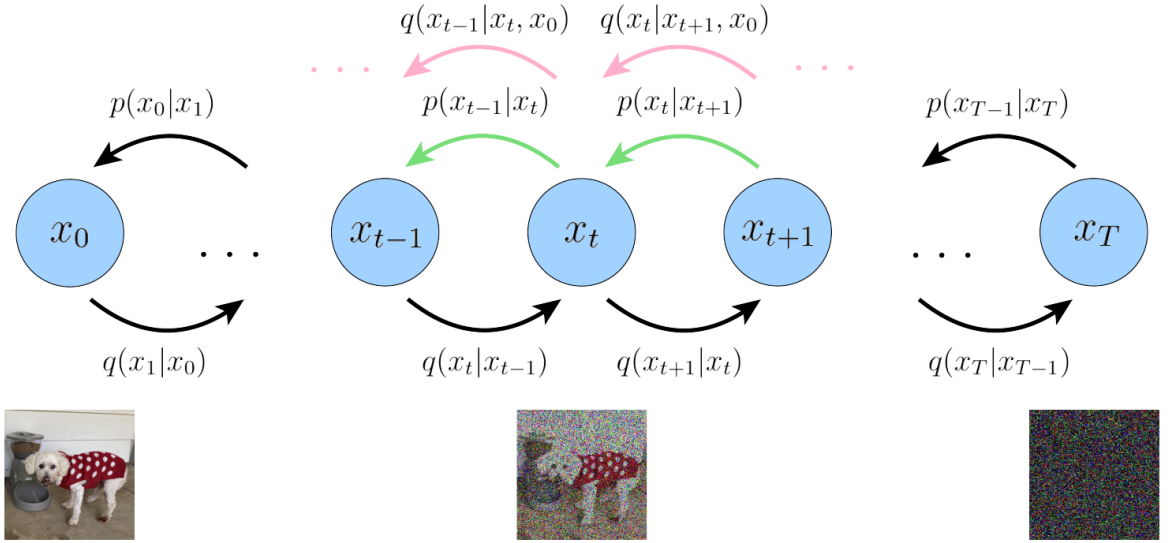 q(x_{t−1}|x_t, x_0) q(x_t|x_{t+1}, x_0)
. . . . . .
p(x_0|x_1) p(x_{t−1}|x_t) p(x_t|x_{t+1}) p(x_{T−1}|x_T)
x_0 x_{t−1} x_t x_{t+1} x_T
. . . . . .
q(x_1|x_0) q(x_t|x_{t−1}) q(x_{t+1}|x_t) q(x_T|x_{T−1})